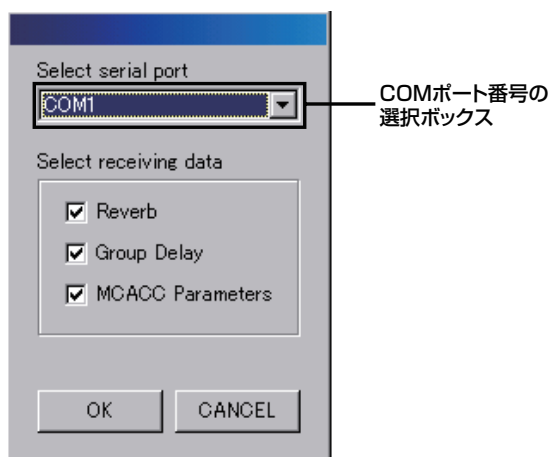 Select serial port
COM1
COMポート番号の
選択ボックス
Select receiving data
Reverb
Group Delay
MCACC Parameters
OK
CANCEL